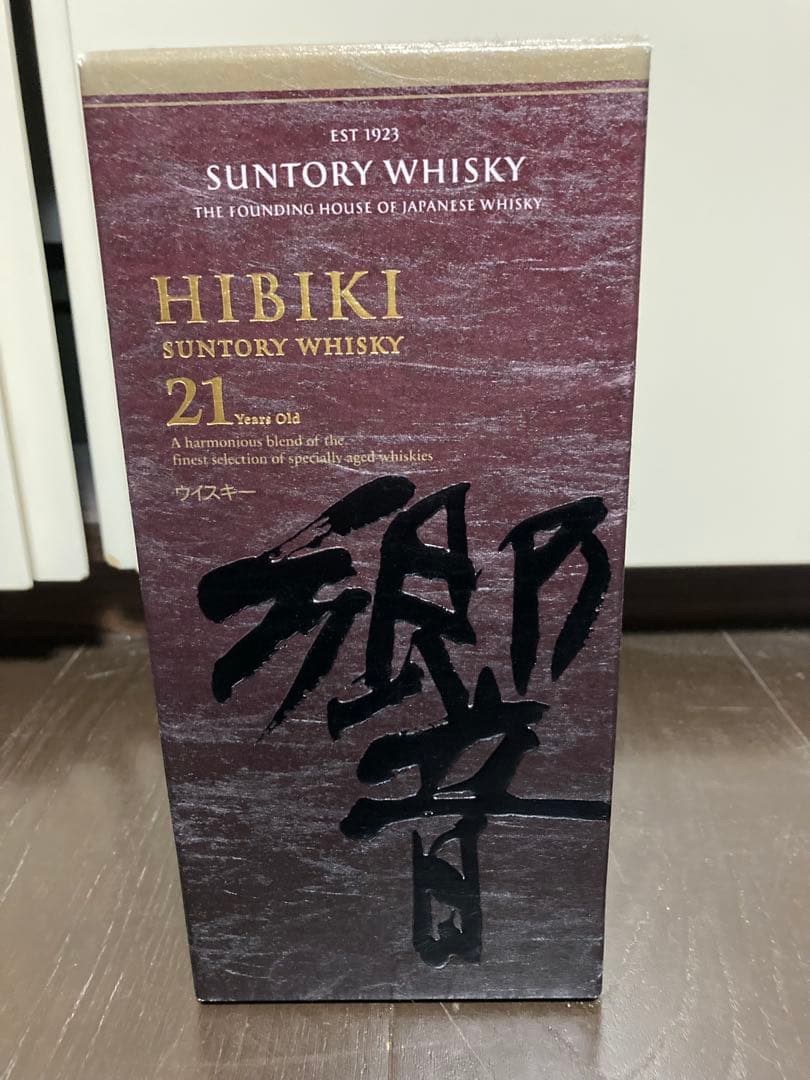 EST 1923
SUNTORY WHISKY
THE FOUNDING HOUSE OF JAPANESE WHISKY
HIBIKI
SUNTORY WHISKY
21 Years Old
A harmonious blend of the
finest selection of specially aged whiskies
ウイスキー
響